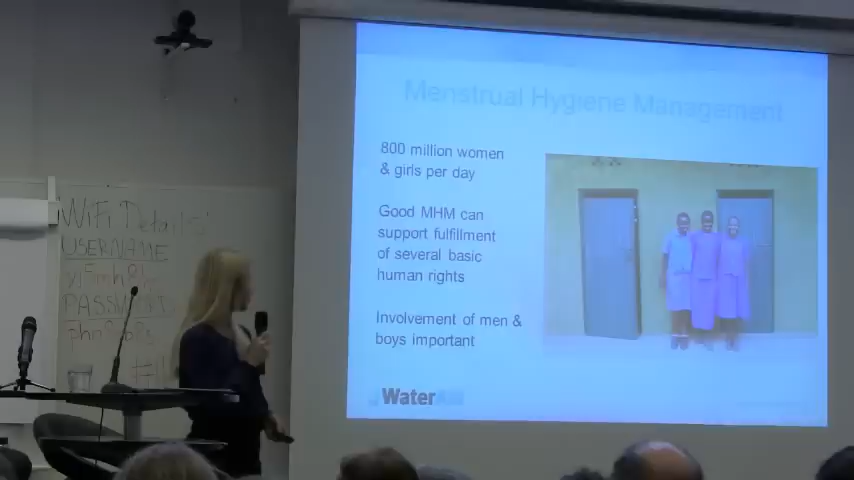 Menstrual Hygiene Management
800 million women
& girls per day
Good MHM can
support fulfillment
of several basic
human rights
Involvement of men &
boys important
WaterAid
WiFi Details!
USERNAME
PASSWORD